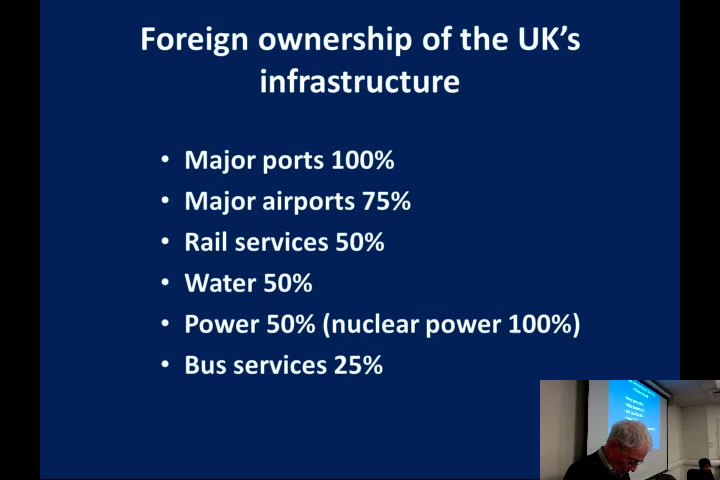 Foreign ownership of the UK’s
infrastructure
• Major ports 100%
• Major airports 75%
• Rail services 50%
• Water 50%
• Power 50% (nuclear power 100%)
• Bus services 25%